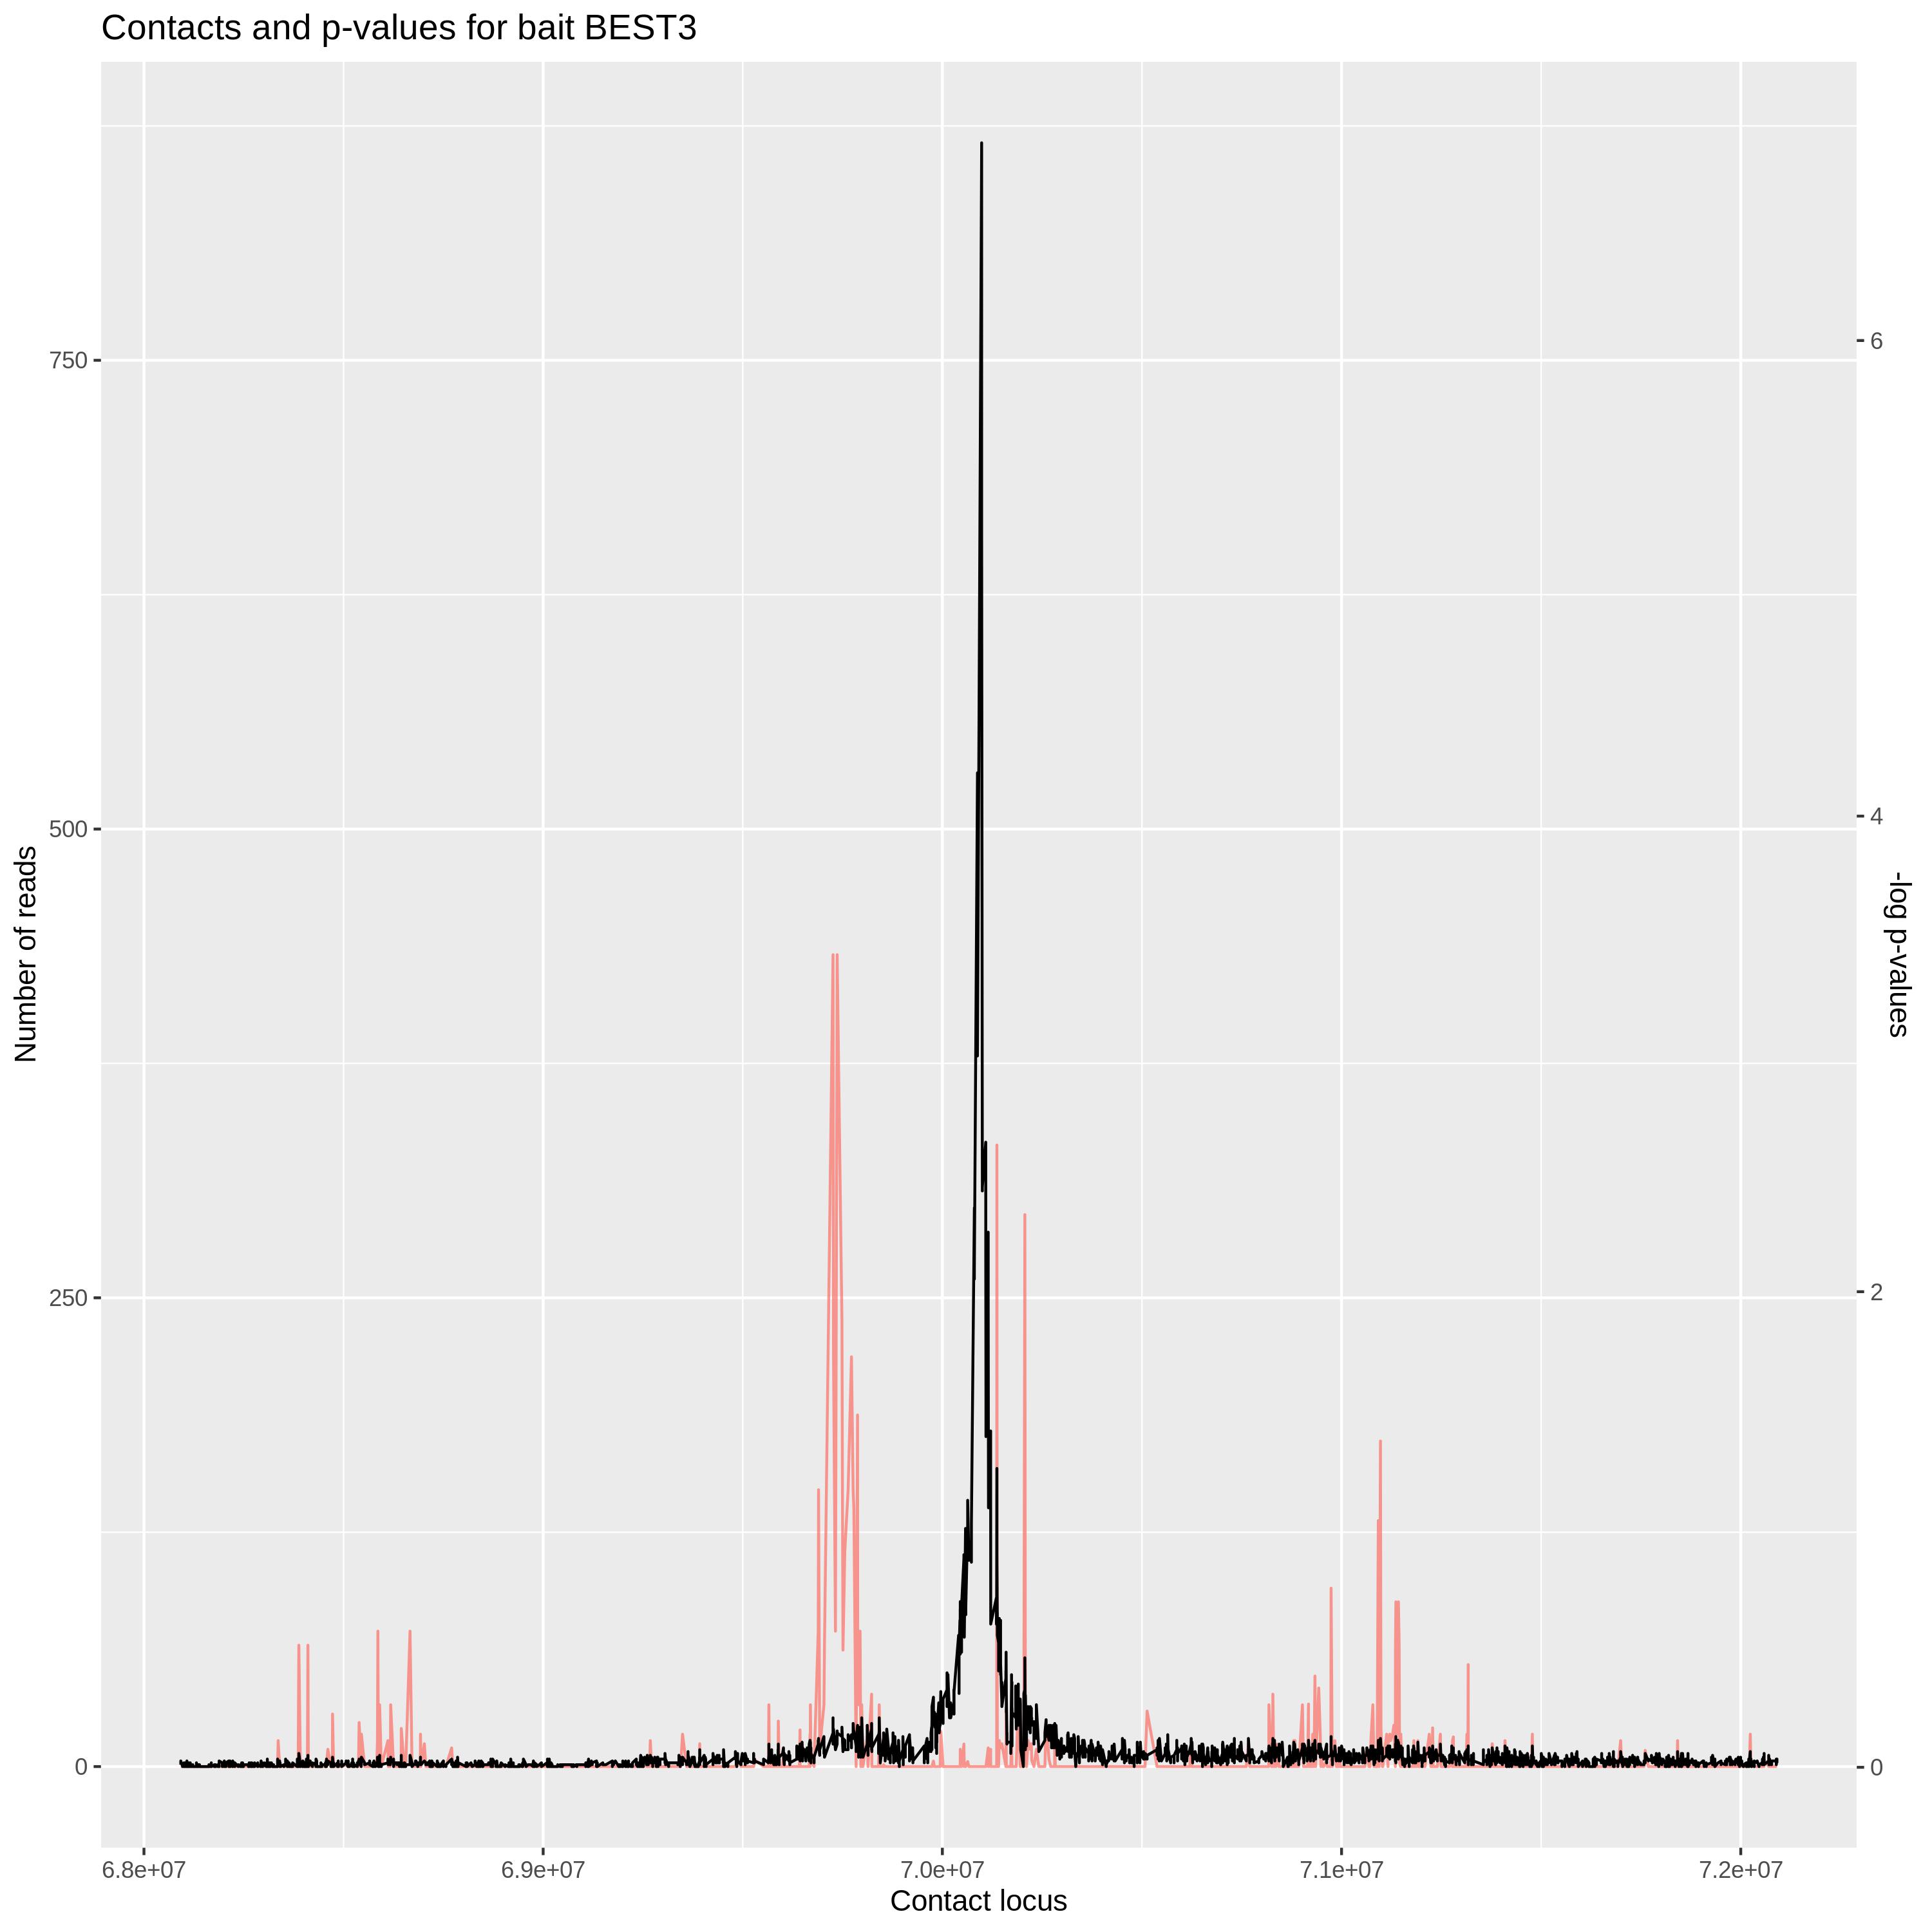 Contacts and p-values for bait BEST3
750
500
250
0
Number of reads
6
4
2
0
-log p-values
6.8e+07
6.9e+07
7.0e+07
7.1e+07
7.2e+07
Contact locus